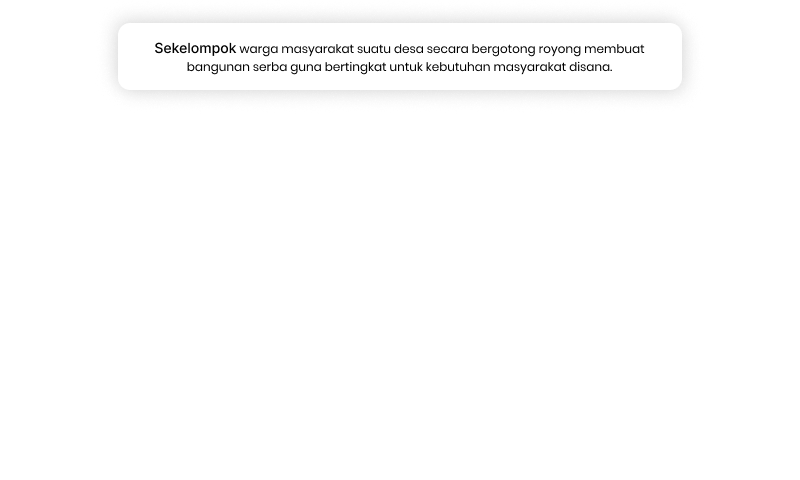 Sekelompok warga masyarakat suatu desa secara bergotong royong membuat
bangunan serba guna bertingkat untuk kebutuhan masyarakat disana.